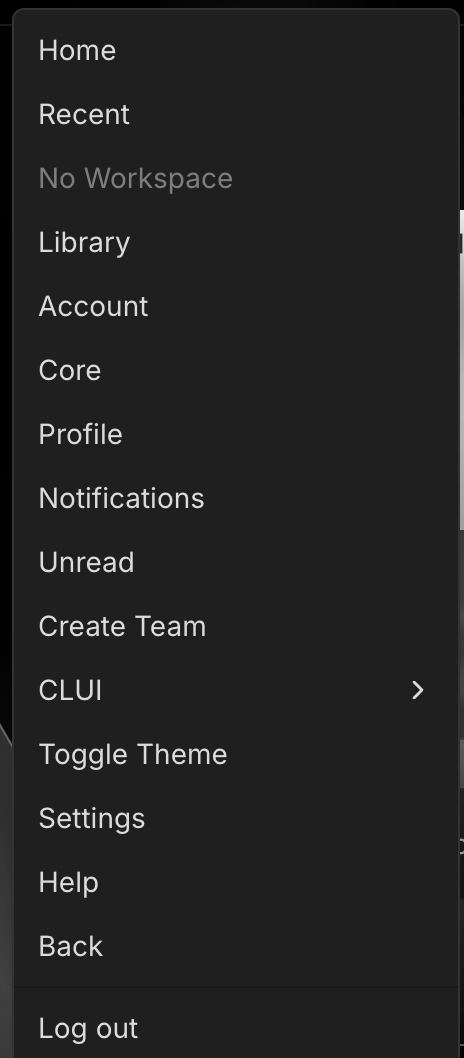 Home
Recent
No Workspace
Library
Account
Core
Profile
Notifications
Unread
Create Team
CLUI
Toggle Theme
Settings
Help
Back
Log out